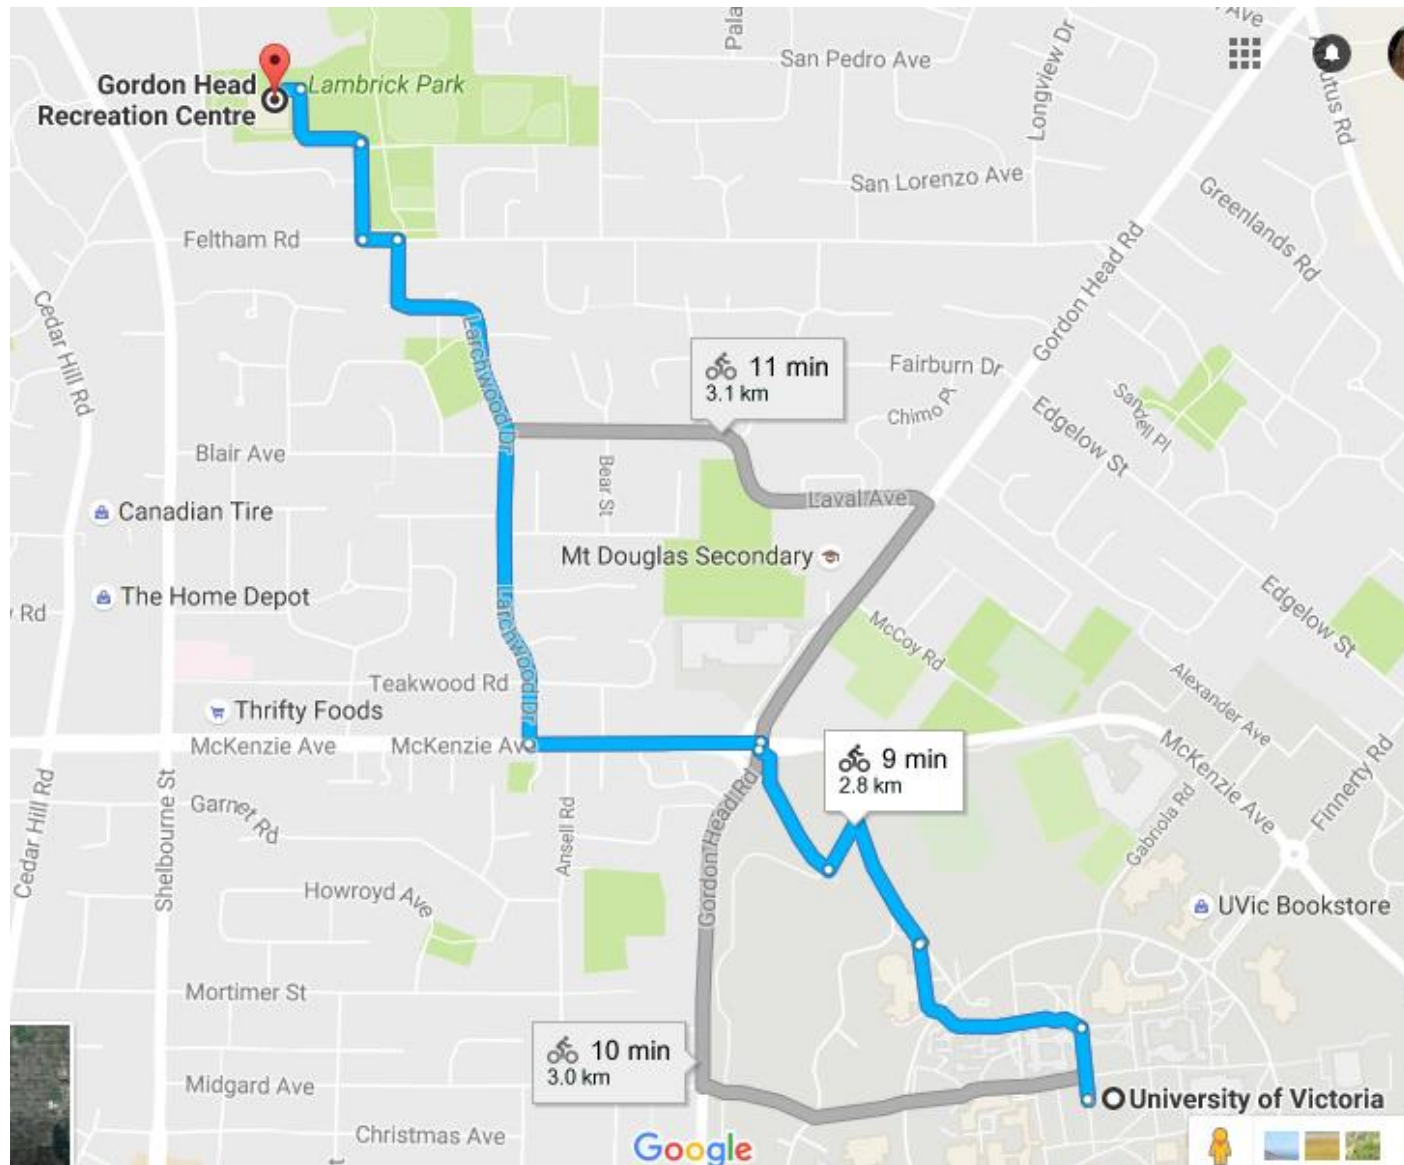 Ave
Pala
San Pedro Ave
Longview Dr
Gordon Head
Recreation Centre
Lambrick Park
San Lorenzo Ave
Greenlands Rd
Feltham Rd
Gordon Head Rd
Cedar Hill Rd
Larchwood Dr
11 min
3.1 km
Fairburn Dr
Chimo Pl
Edgelow St
Blair Ave
Bear St
Laval Ave
Canadian Tire
Mt Douglas Secondary
The Home Depot
Rd
McCoy Rd
Edgelow St
Larchwood Dr
Teakwood Rd
Alexander Ave
Thrifty Foods
McKenzie Ave
McKenzie Ave
McKenzie Ave
9 min
2.8 km
Finnerty Rd
Cedar Hill Rd
Shelbourne St
Garnet Rd
Ansell Rd
Gordon Head Rd
Gabriola Rd
Howroyd Ave
UVic Bookstore
Mortimer St
10 min
3.0 km
Midgard Ave
University of Victoria
Christmas Ave
Google